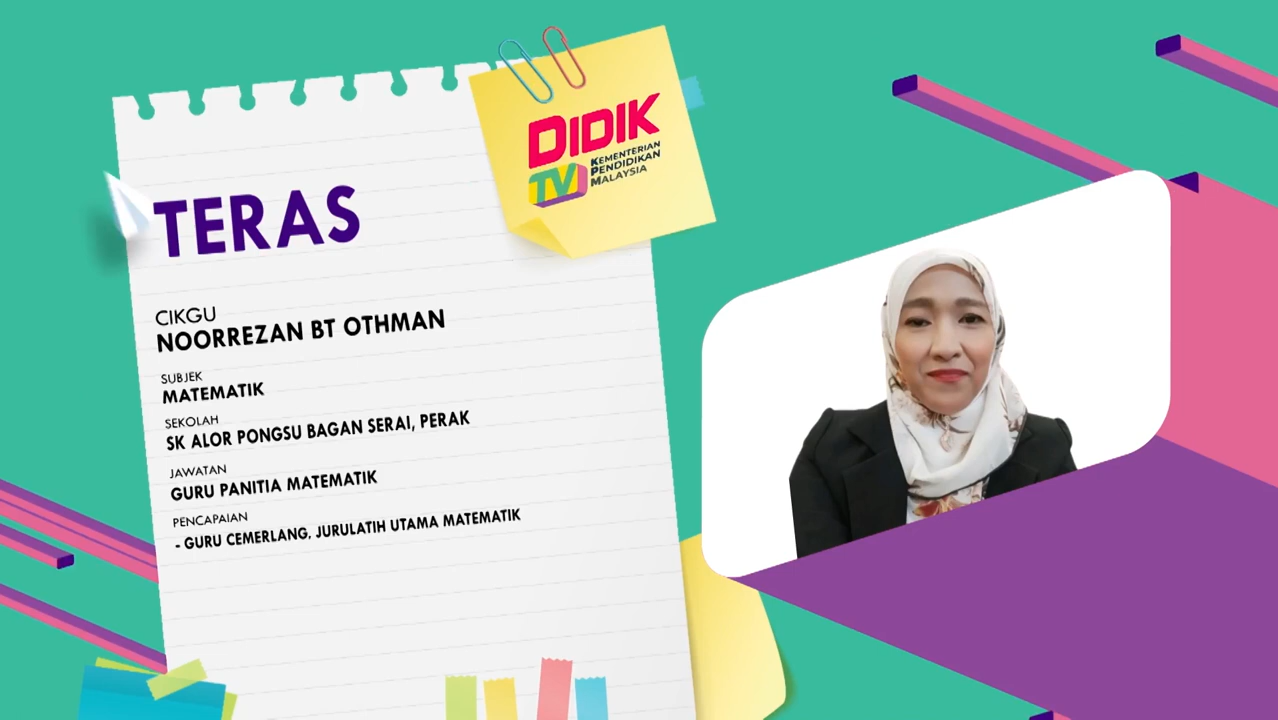 DIDIK
TV KEMENTERIAN
PENDIDIKAN
MALAYSIA
TERAS
CIKGU
NOORREZAN BT OTHMAN
SUBJEK
MATEMATIK
SEKOLAH
SK ALOR PONGSU BAGAN SERAI, PERAK
JAWATAN
GURU PANITIA MATEMATIK
PENCAPAIAN
- GURU CEMERLANG, JURULATIH UTAMA MATEMATIK